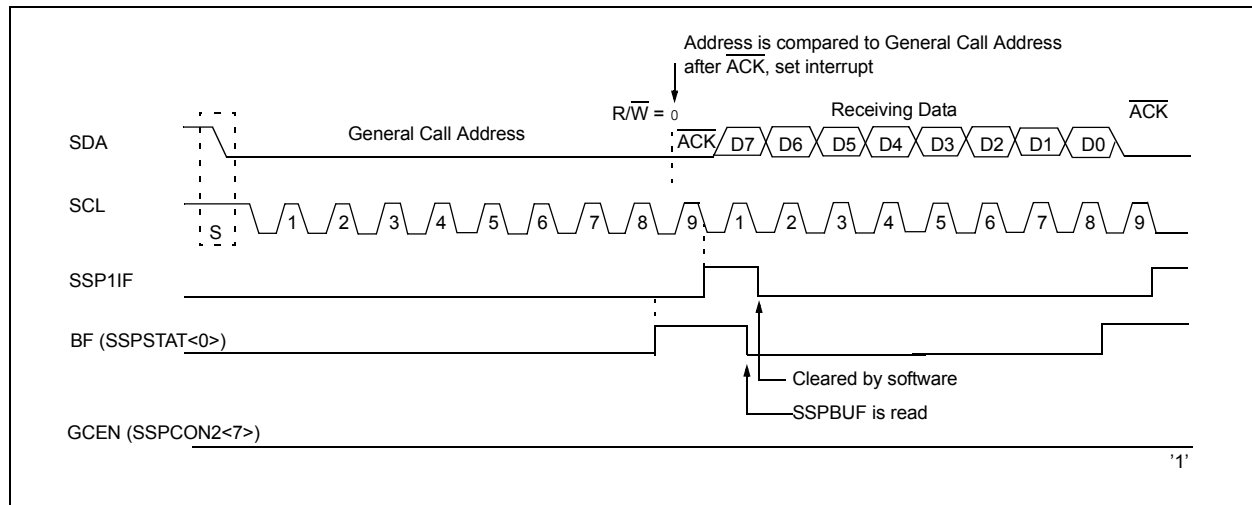 Address is compared to General Call Address
after ACK, set interrupt
R/W = 0
Receiving Data
ACK
SDA
General Call Address
ACK
D7 D6 D5 D4 D3 D2 D1 D0
SCL
S
1 2 3 4 5 6 7 8 9 1 2 3 4 5 6 7 8 9
SSP1IF
BF (SSPSTAT<0>)
Cleared by software
SSPBUF is read
GCEN (SSPCON2<7>)
’1’